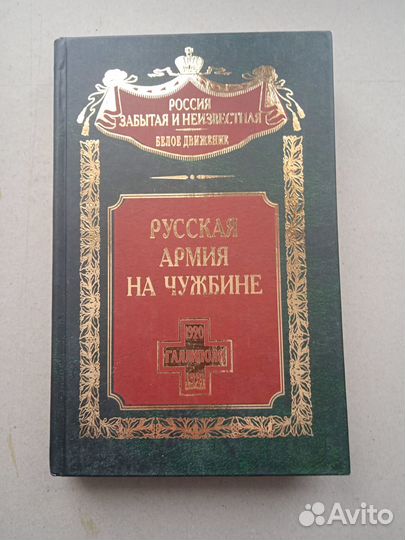 РОССИЯ
ЗАБЫТАЯ И НЕИЗВЕСТНАЯ
БЕЛОЕ ДВИЖЕНИЕ
РУССКАЯ
АРМИЯ
НА ЧУЖБИНЕ
1920
ГАЛЛИПОЛИ
1921
Avito